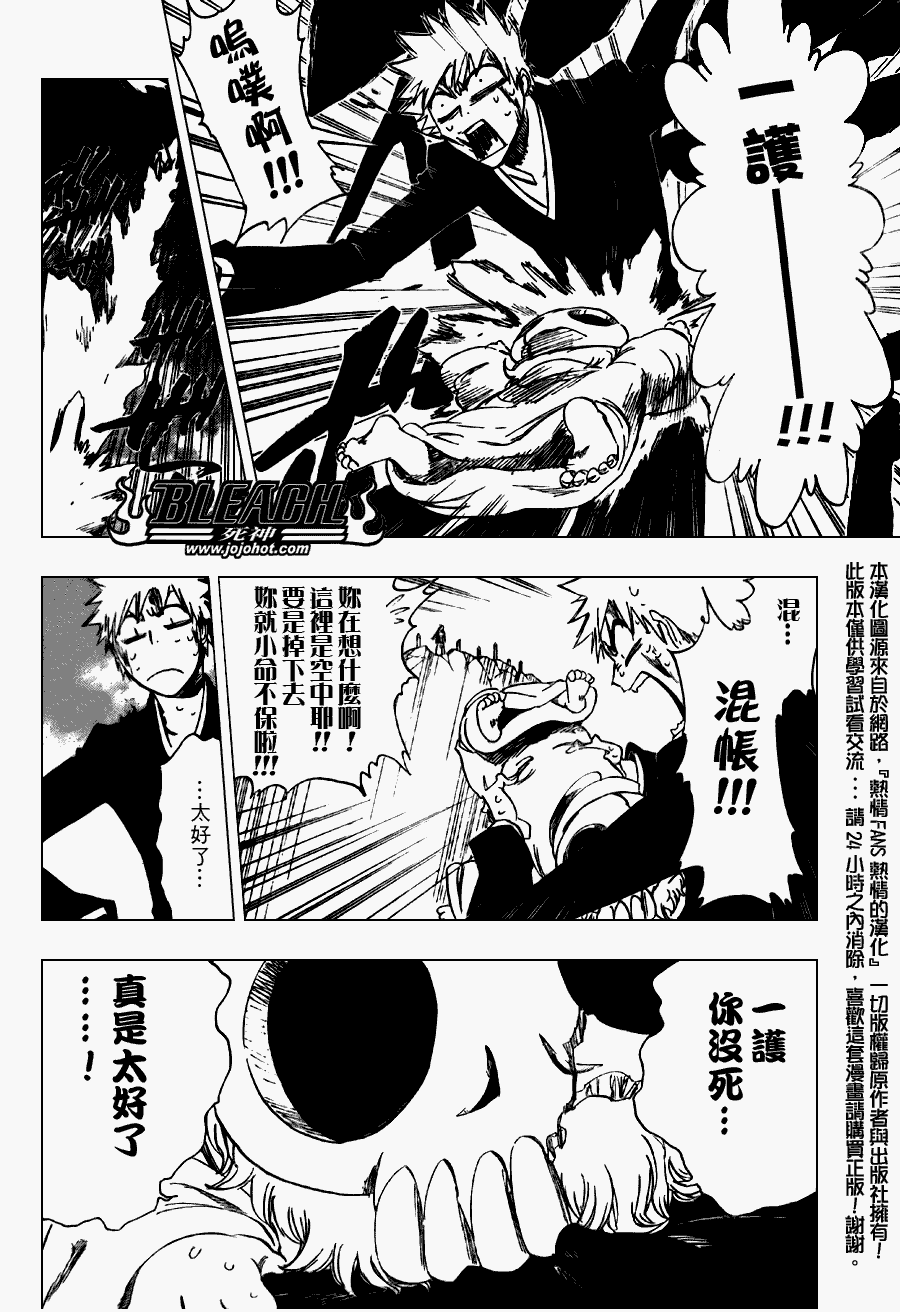 一護——!!!
嗚噗啊!!!
BLEACH
死神
www.jojohot.com
混…
混帳!!!
妳在想什麼啊!
這裡是空中耶!!
要是掉下去
妳就小命不保啦!!!
…太好了…
一護
你沒死…
真是太好了
……!
本漢化圖源來自於網路，『熱情FANS熱情的漢化』一切版權歸原作者與出版社擁有!
此版本僅供學習試看交流…請24小時之內消除，喜歡這套漫畫請購買正版!謝謝。